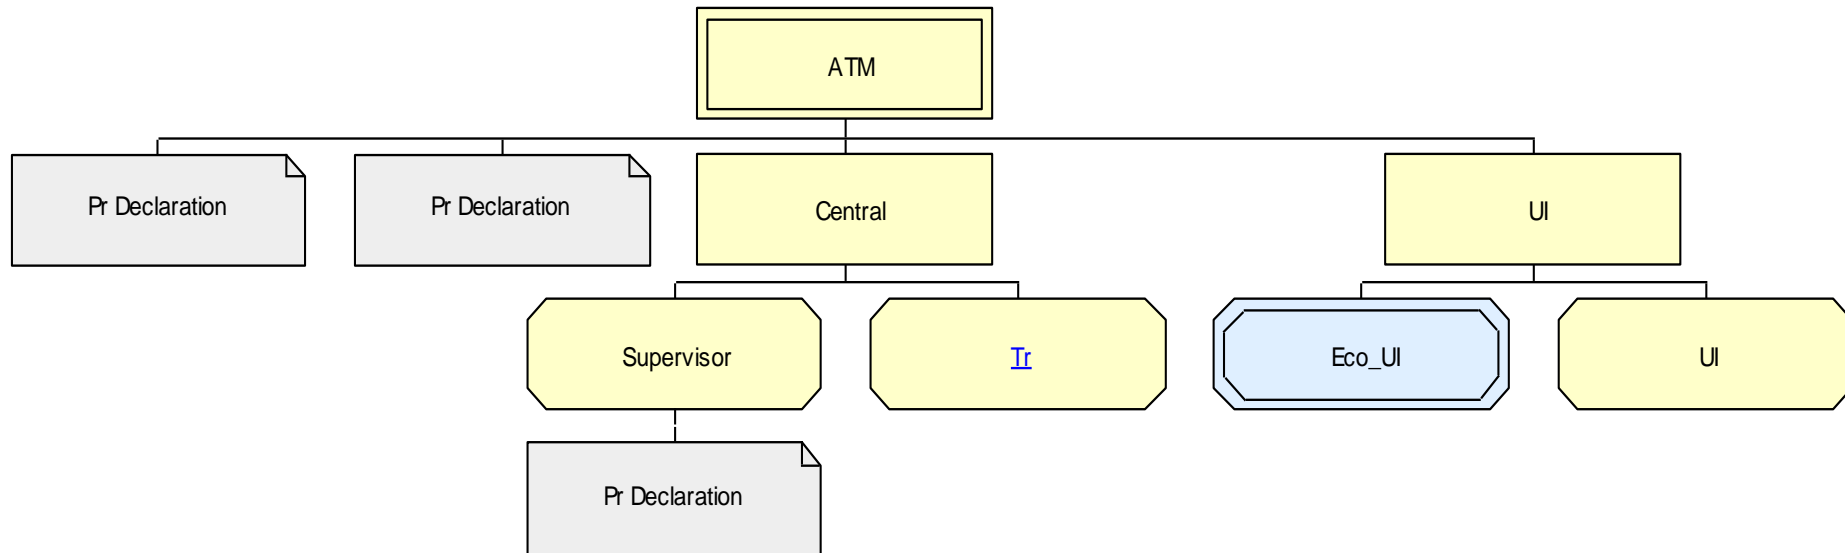 ATM
Pr Declaration
Pr Declaration
Central
UI
Supervisor
Tr
Eco_UI
UI
Pr Declaration